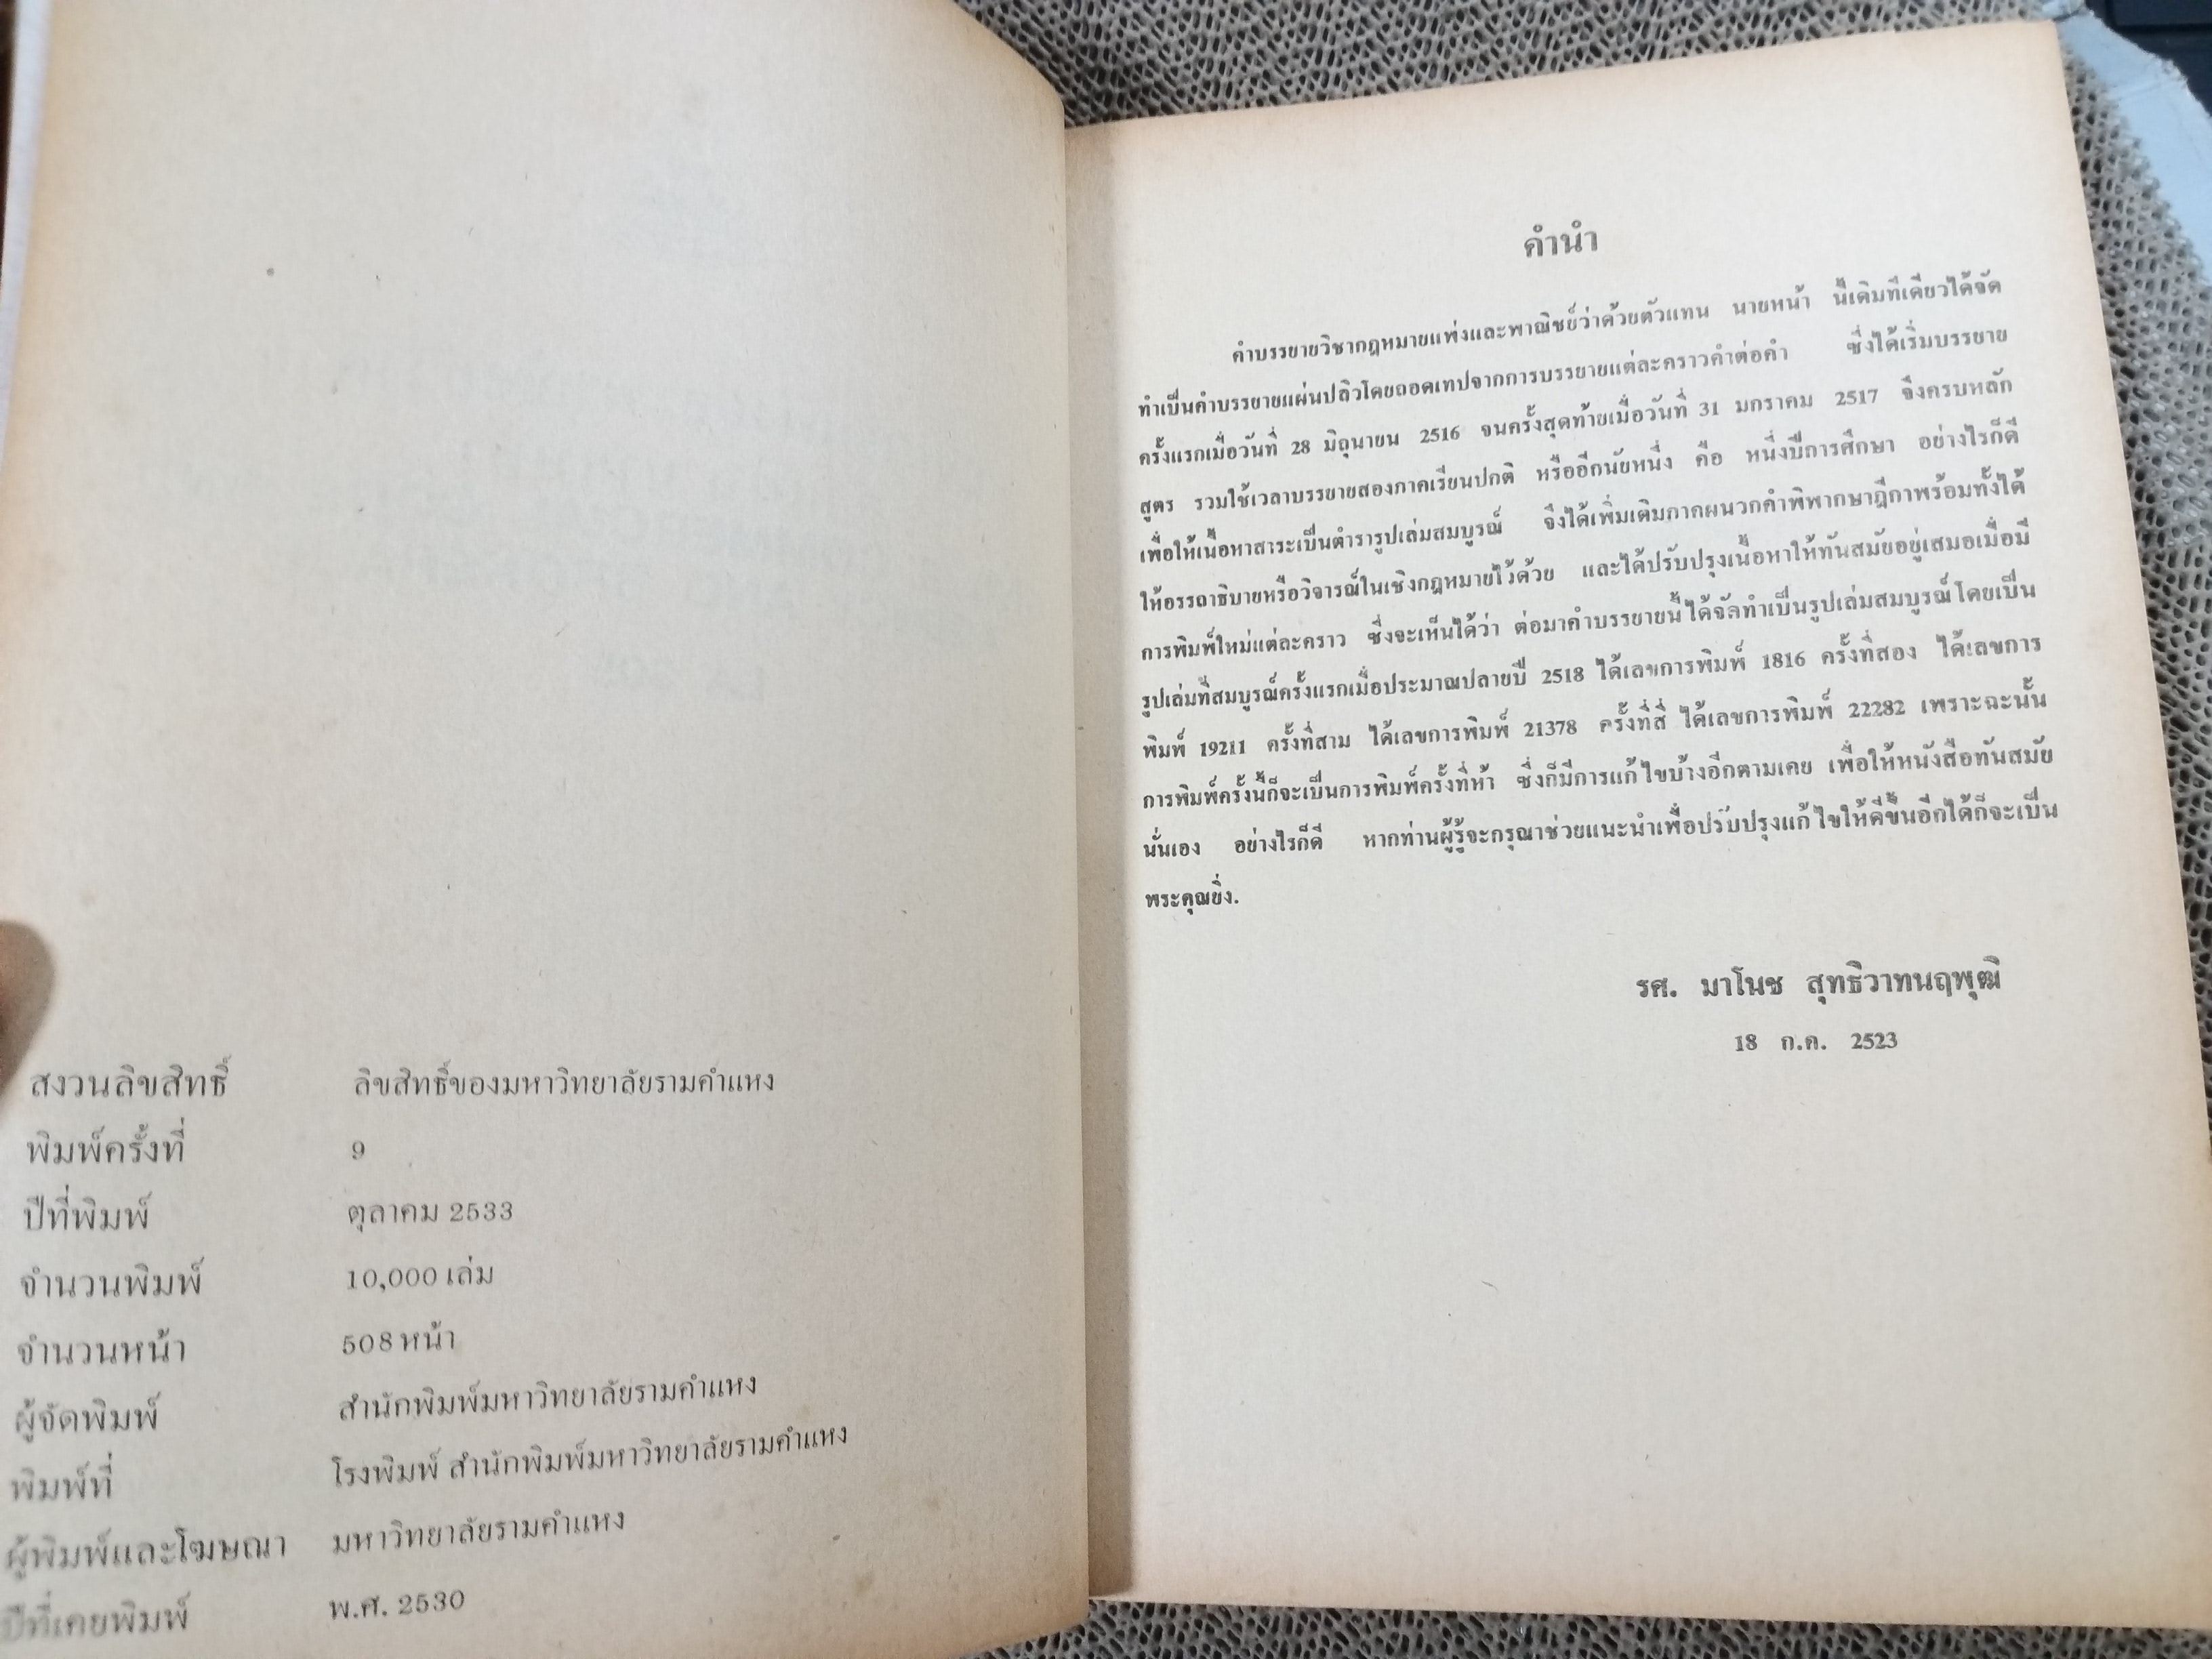 สงวนลิขสิทธิ์ ลิขสิทธิ์ของมหาวิทยาลัยรามคำแหง
พิมพ์ครั้งที่ 9
ปีที่พิมพ์ ตุลาคม 2533
จำนวนพิมพ์ 10,000 เล่ม
จำนวนหน้า 508 หน้า
ผู้จัดพิมพ์ สำนักพิมพ์มหาวิทยาลัยรามคำแหง
พิมพ์ที่ โรงพิมพ์ สำนักพิมพ์มหาวิทยาลัยรามคำแหง
ผู้พิมพ์และโฆษณา มหาวิทยาลัยรามคำแหง
ปีที่เคยพิมพ์ พ.ศ. 2530
คำนำ
คำบรรยายวิชากฎหมายแพ่งและพาณิชย์ว่าด้วยตัวแทน นายหน้า นี้เดิมทีเดียวได้จัด
ทำเป็นคำบรรยายแผ่นปลิวโดยถอดเทปจากการบรรยายแต่ละคราวคำต่อคำ ซึ่งได้เริ่มบรรยาย
ครั้งแรกเมื่อวันที่ 28 มิถุนายน 2516 จนครั้งสุดท้ายเมื่อวันที่ 31 มกราคม 2517 จึงครบหลัก
สูตร รวมใช้เวลาบรรยายสองภาคเรียนปกติ หรืออีกนัยหนึ่ง คือ หนึ่งปีการศึกษา อย่างไรก็ดี
เพื่อให้เนื้อหาสาระเป็นตำรารูปเล่มสมบูรณ์ จึงได้เพิ่มเติมภาคผนวกคำพิพากษาฎีกาพร้อมทั้งได้
ให้อรรถาธิบายหรือวิจารณ์ในเชิงกฎหมายไว้ด้วย และได้ปรับปรุงเนื้อหาให้ทันสมัยอยู่เสมอเมื่อมี
การพิมพ์ใหม่แต่ละคราว ซึ่งจะเห็นได้ว่า ต่อมาคำบรรยายนี้ได้จัดทำเป็นรูปเล่มสมบูรณ์โดยเป็น
รูปเล่มที่สมบูรณ์ครั้งแรกเมื่อประมาณปลายปี 2518 ได้เลขการพิมพ์ 1816 ครั้งที่สอง ได้เลขการ
พิมพ์ 19211 ครั้งที่สาม ได้เลขการพิมพ์ 21378 ครั้งที่สี่ ได้เลขการพิมพ์ 22282 เพราะฉะนั้น
การพิมพ์ครั้งนี้ก็จะเป็นการพิมพ์ครั้งที่ห้า ซึ่งก็มีการแก้ไขบ้างอีกตามเคย เพื่อให้หนังสือทันสมัย
นั่นเอง อย่างไรก็ดี หากท่านผู้รู้จะกรุณาช่วยแนะนำเพื่อปรับปรุงแก้ไขให้ดีขึ้นอีกได้ก็จะเป็น
พระคุณยิ่ง.
รศ. มาโนช สุทธิวาทนฤพุฒิ
18 ก.ค. 2523